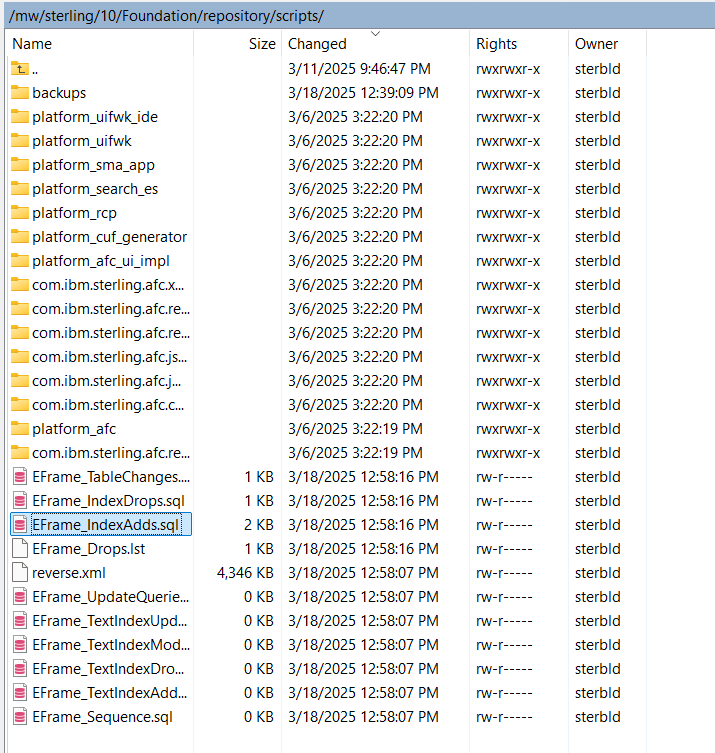 /mw/sterling/10/Foundation/repository/scripts/
Name Size Changed Rights Owner
.. 3/11/2025 9:46:47 PM rwxrwxr-x sterbld
backups 3/18/2025 12:39:09 PM rwxrwxr-x sterbld
platform_uifwk_ide 3/6/2025 3:22:20 PM rwxrwxr-x sterbld
platform_uifwk 3/6/2025 3:22:20 PM rwxrwxr-x sterbld
platform_sma_app 3/6/2025 3:22:20 PM rwxrwxr-x sterbld
platform_search_es 3/6/2025 3:22:20 PM rwxrwxr-x sterbld
platform_rcp 3/6/2025 3:22:20 PM rwxrwxr-x sterbld
platform_cuf_generator 3/6/2025 3:22:20 PM rwxrwxr-x sterbld
platform_afc_ui_impl 3/6/2025 3:22:20 PM rwxrwxr-x sterbld
com.ibm.sterling.afc.x... 3/6/2025 3:22:20 PM rwxrwxr-x sterbld
com.ibm.sterling.afc.re... 3/6/2025 3:22:20 PM rwxrwxr-x sterbld
com.ibm.sterling.afc.re... 3/6/2025 3:22:20 PM rwxrwxr-x sterbld
com.ibm.sterling.afc.js... 3/6/2025 3:22:20 PM rwxrwxr-x sterbld
com.ibm.sterling.afc.j... 3/6/2025 3:22:20 PM rwxrwxr-x sterbld
com.ibm.sterling.afc.c... 3/6/2025 3:22:20 PM rwxrwxr-x sterbld
platform_afc 3/6/2025 3:22:19 PM rwxrwxr-x sterbld
com.ibm.sterling.afc.re... 3/6/2025 3:22:19 PM rwxrwxr-x sterbld
EFrame_TableChanges.... 1 KB 3/18/2025 12:58:16 PM rw-r----- sterbld
EFrame_IndexDrops.sql 1 KB 3/18/2025 12:58:16 PM rw-r----- sterbld
EFrame_IndexAdds.sql 2 KB 3/18/2025 12:58:16 PM rw-r----- sterbld
EFrame_Drops.lst 1 KB 3/18/2025 12:58:16 PM rw-r----- sterbld
reverse.xml 4,346 KB 3/18/2025 12:58:07 PM rw-r----- sterbld
EFrame_UpdateQuerie... 0 KB 3/18/2025 12:58:07 PM rw-r----- sterbld
EFrame_TextIndexUpd... 0 KB 3/18/2025 12:58:07 PM rw-r----- sterbld
EFrame_TextIndexMod... 0 KB 3/18/2025 12:58:07 PM rw-r----- sterbld
EFrame_TextIndexDro... 0 KB 3/18/2025 12:58:07 PM rw-r----- sterbld
EFrame_TextIndexAdd... 0 KB 3/18/2025 12:58:07 PM rw-r----- sterbld
EFrame_Sequence.sql 0 KB 3/18/2025 12:58:07 PM rw-r----- sterbld